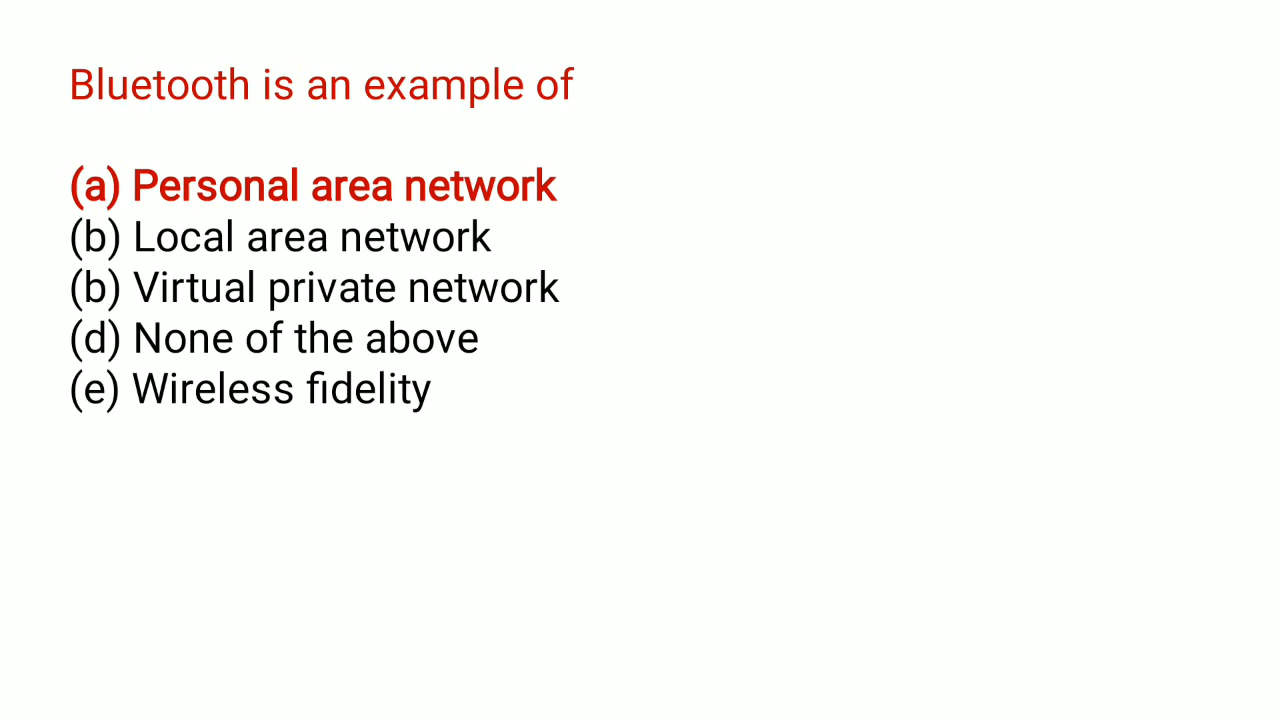 Bluetooth is an example of
(a) Personal area network
(b) Local area network
(b) Virtual private network
(d) None of the above
(e) Wireless fidelity